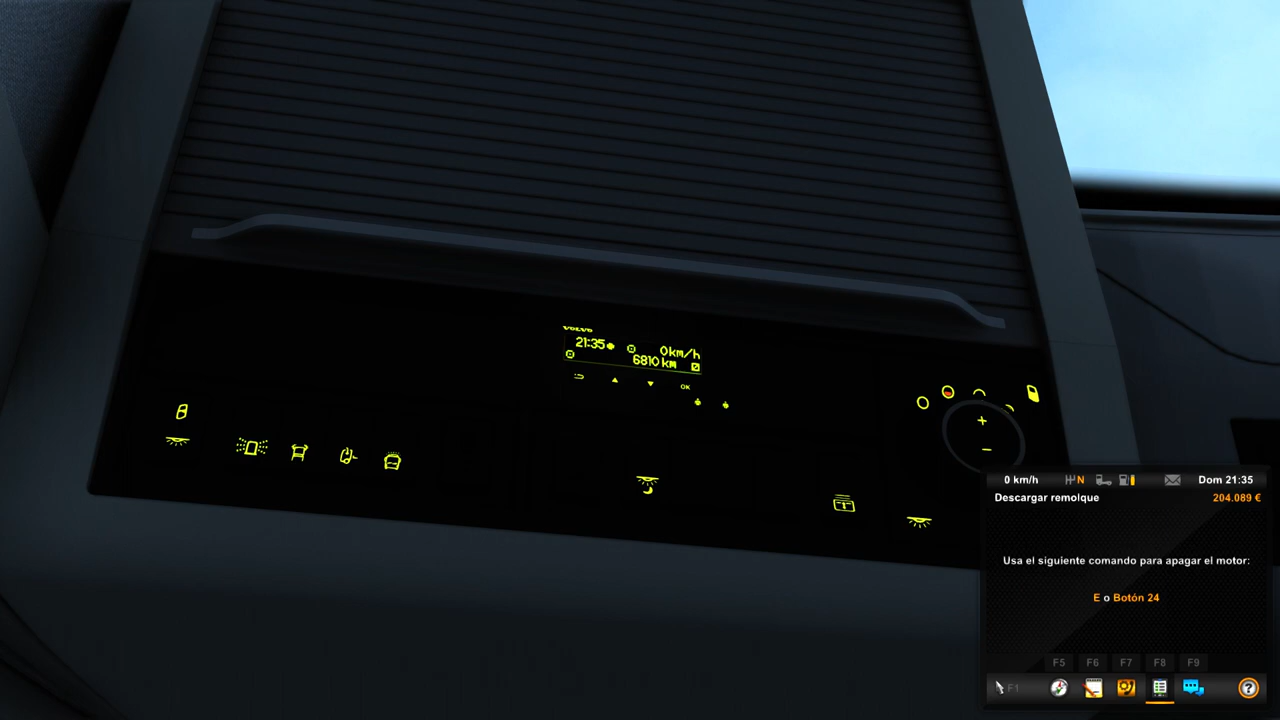 VOLVO
21:35
0km/h
6810 km
OK
0 km/h
N
Dom 21:35
Descargar remolque
204.089 €
Usa el siguiente comando para apagar el motor:
E o Botón 24
F5 F6 F7 F8 F9
F1
?